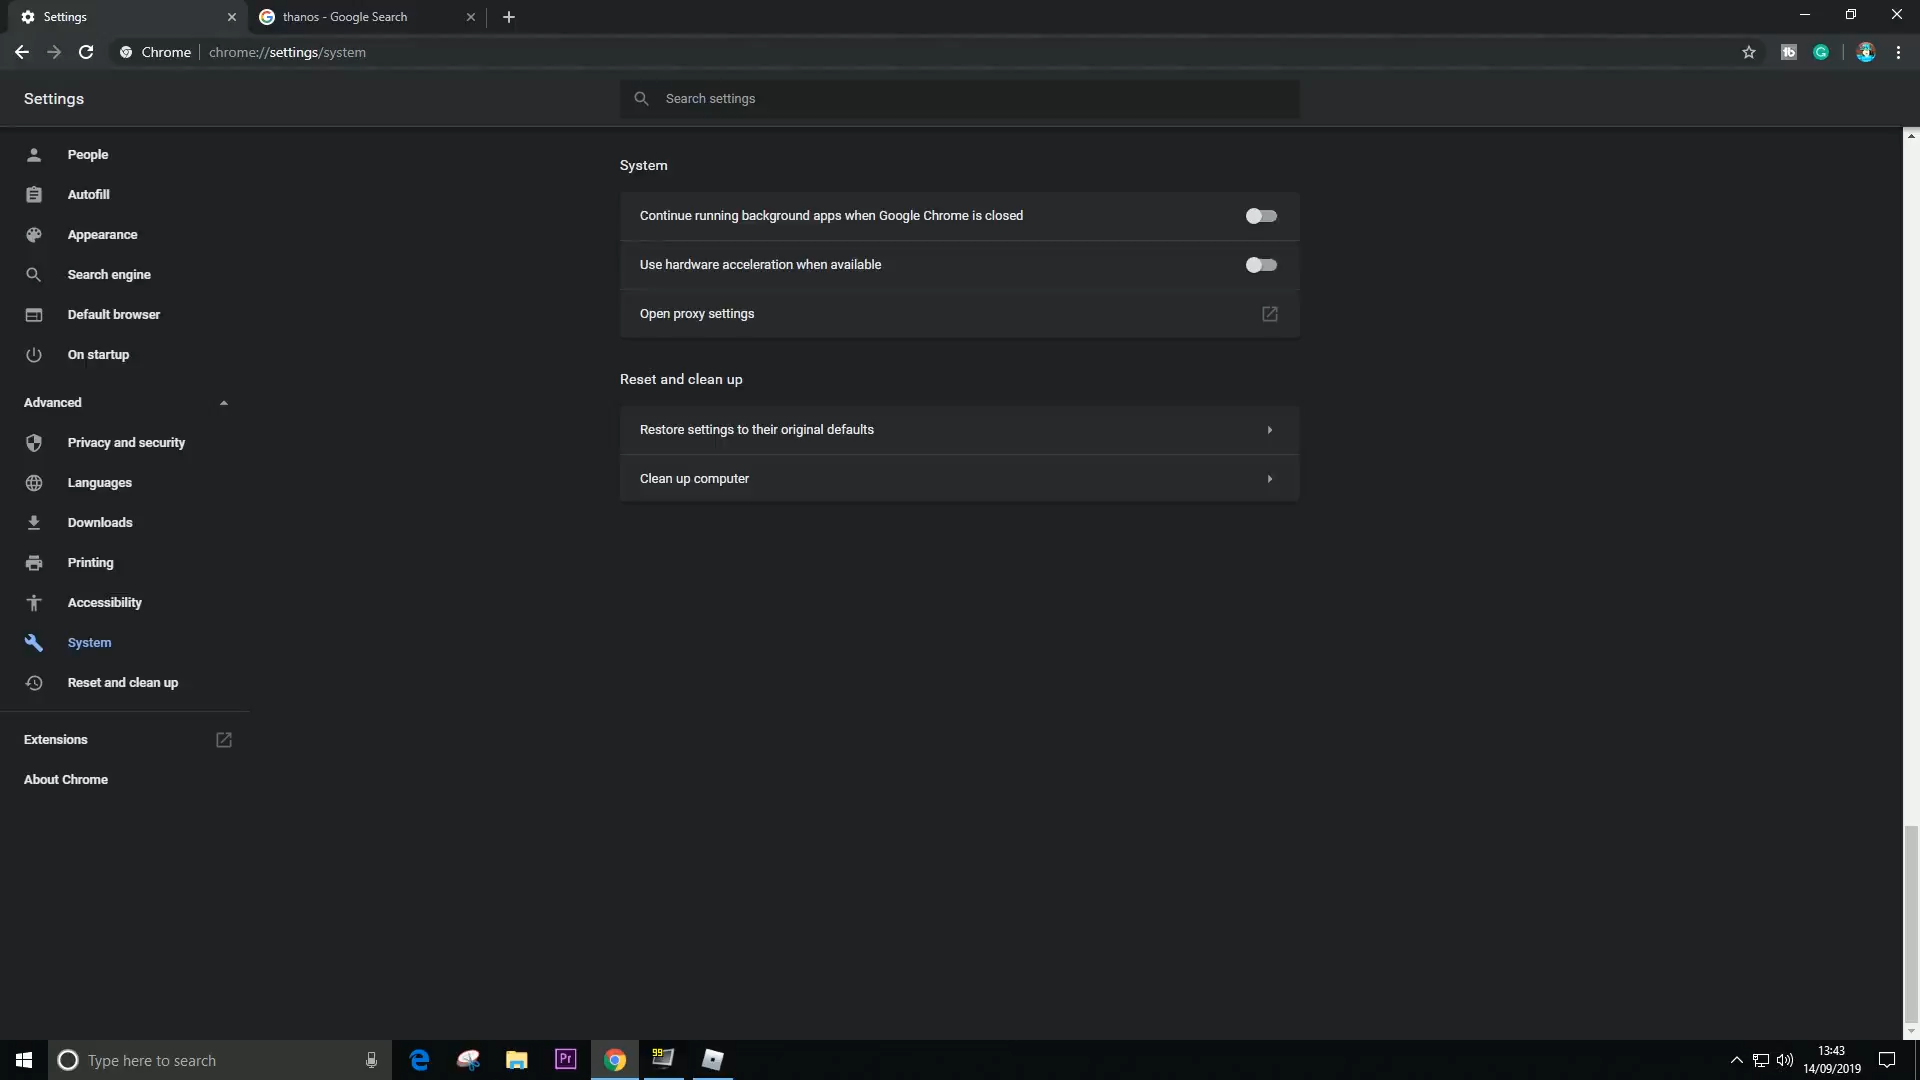 Settings
thanos - Google Search
Chrome
chrome://settings/system
Settings
Search settings
People
Autofill
Appearance
Search engine
Default browser
On startup
Advanced
Privacy and security
Languages
Downloads
Printing
Accessibility
System
Reset and clean up
Extensions
About Chrome
System
Continue running background apps when Google Chrome is closed
Use hardware acceleration when available
Open proxy settings
Reset and clean up
Restore settings to their original defaults
Clean up computer
Type here to search
Pr
99
13:43
14/09/2019